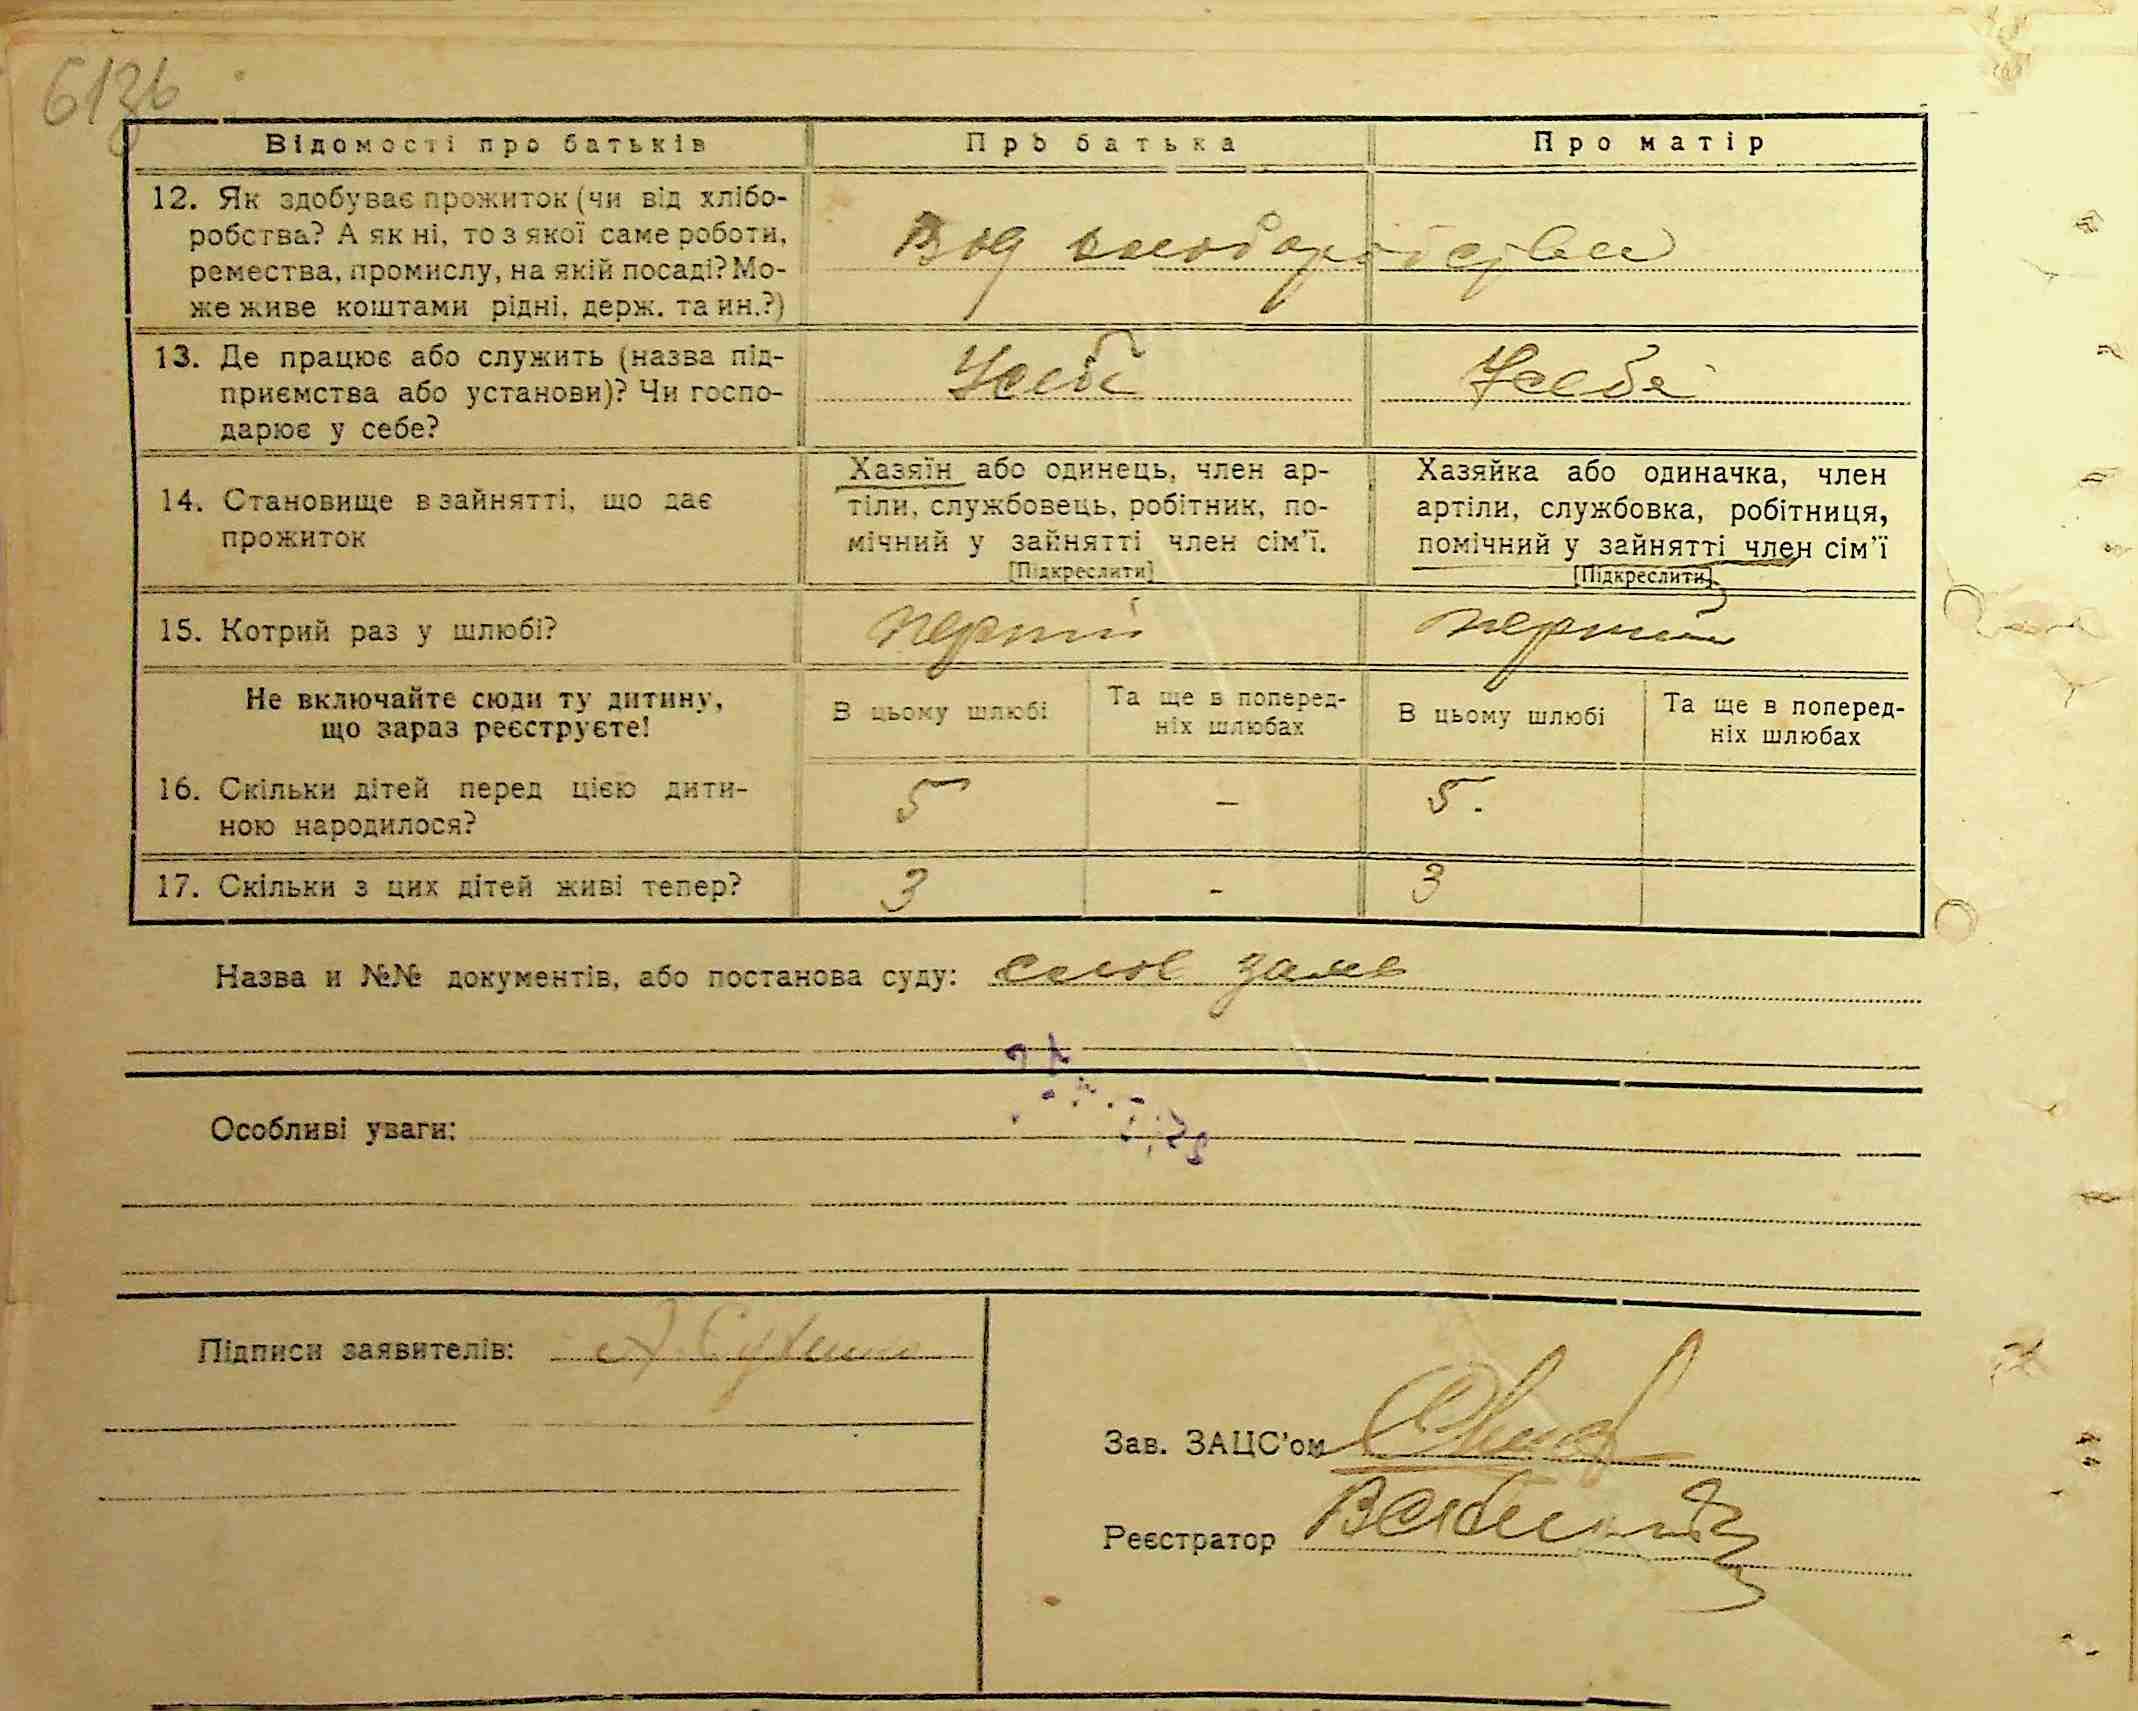 Відомості про батьків
Про батька
Про матір
12. Як здобуває прожиток (чи від хлібо-
робства? А як ні, то з якої саме роботи,
ремества, промислу, на якій посаді? Мо-
же живе коштами рідні, держ. та ин.?)
13. Де працює або служить (назва під-
приємства або установи)? Чи госпо-
дарює у себе?
Усебе
Усебе
14. Становище в зайнятті, що дає
прожиток
Хазяїн або одинець, член ар-
тіли, службовець, робітник, по-
мічний у зайнятті член сім'ї.
[Підкреслити]
Хазяйка або одиначка, член
артіли, службовка, робітниця,
помічний у зайнятті член сім'ї
[Підкреслити]
15. Котрий раз у шлюбі?
перший
перший
Не включайте сюди ту дитину,
що зараз реєструєте!
В цьому шлюбі
Та ще в поперед-
ніх шлюбах
В цьому шлюбі
Та ще в поперед-
ніх шлюбах
16. Скільки дітей перед цією дити-
ною народилося?
5
-
5.
17. Скільки з цих дітей живі тепер?
3
-
3
Назва и №№ документів, або постанова суду:
Особливі уваги:
Підписи заявителів:
Зав. ЗАЦС'ом
Реєстратор